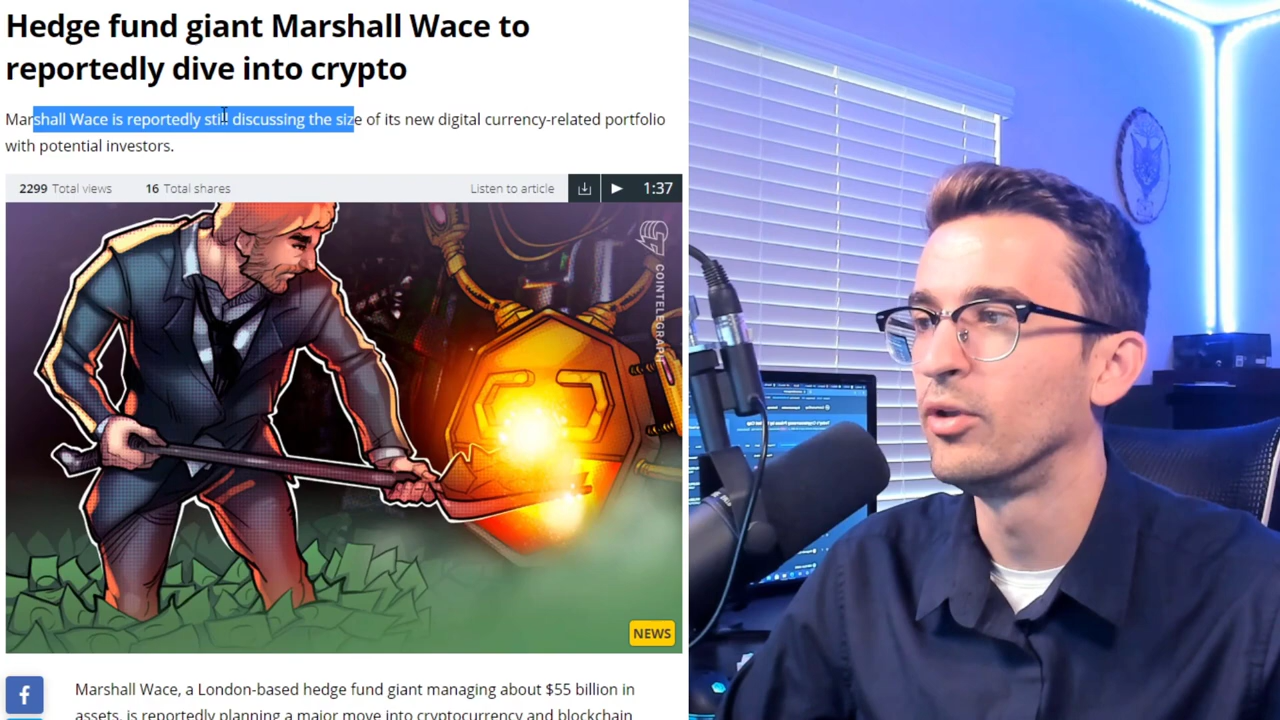 Hedge fund giant Marshall Wace to
reportedly dive into crypto
Marshall Wace is reportedly still discussing the size of its new digital currency-related portfolio
with potential investors.
2299 Total views 16 Total shares Listen to article 1:37
COINTELEGRAPH
NEWS
f
Marshall Wace, a London-based hedge fund giant managing about $55 billion in
assets, is reportedly planning a major move into cryptocurrency and blockchain